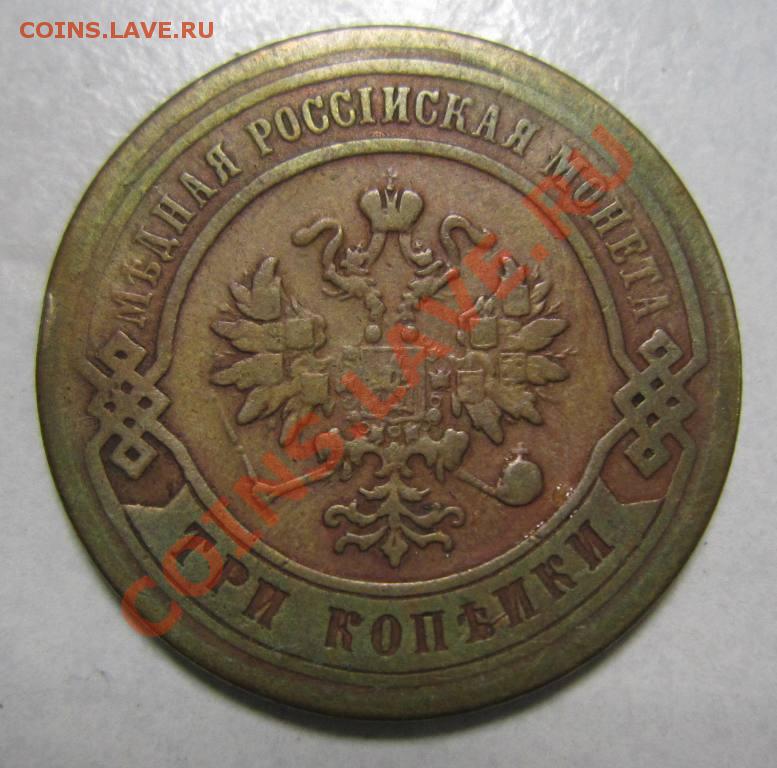 COINS.LAVE.RU
МѢДНАЯ РОССІЙСКАЯ МОНЕТА
COINS.LAVE.RU
ТРИ КОПѢЙКИ